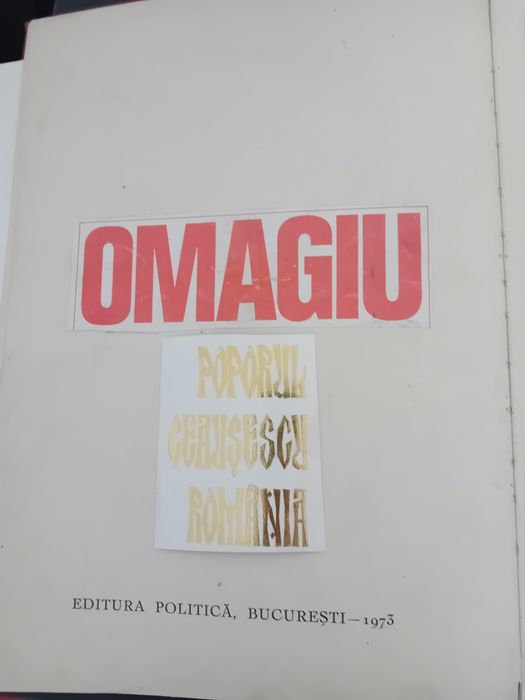 OMAGIU
POPORUL
CEAUȘESCU
ROMÂNIA
EDITURA POLITICĂ, BUCUREȘTI—1973